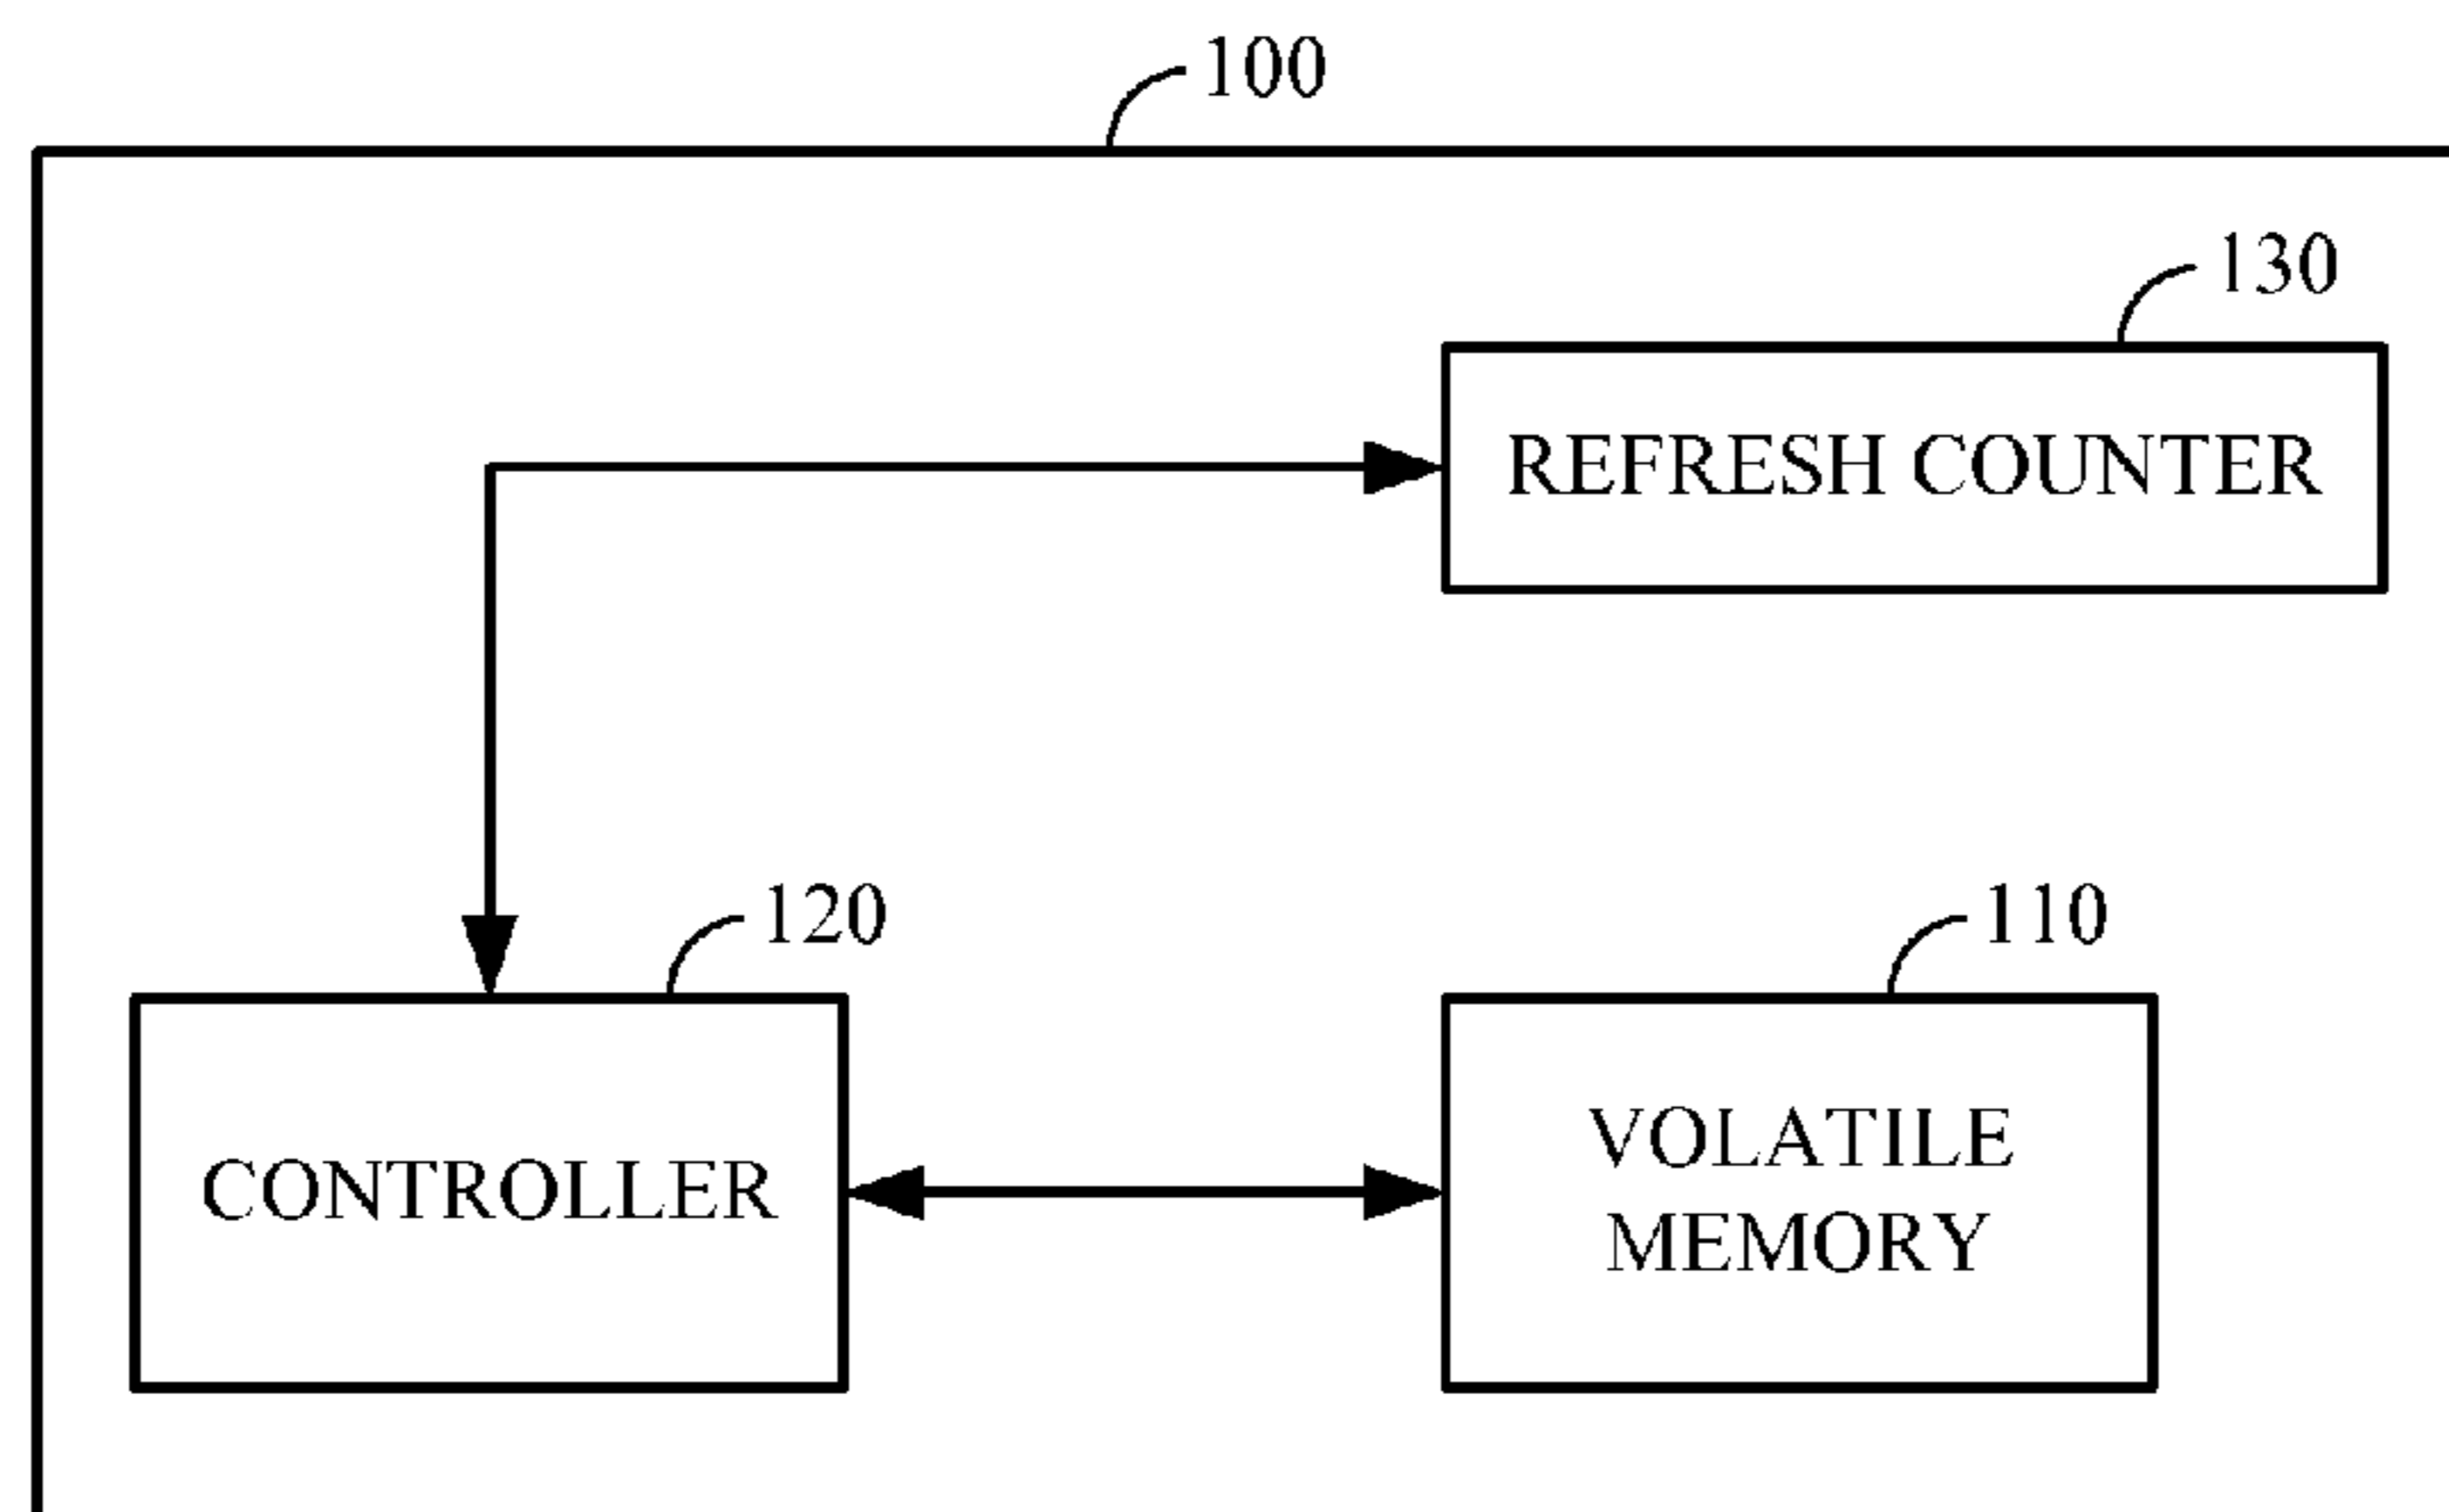 100
130
REFRESH COUNTER
120
110
CONTROLLER
VOLATILE
MEMORY